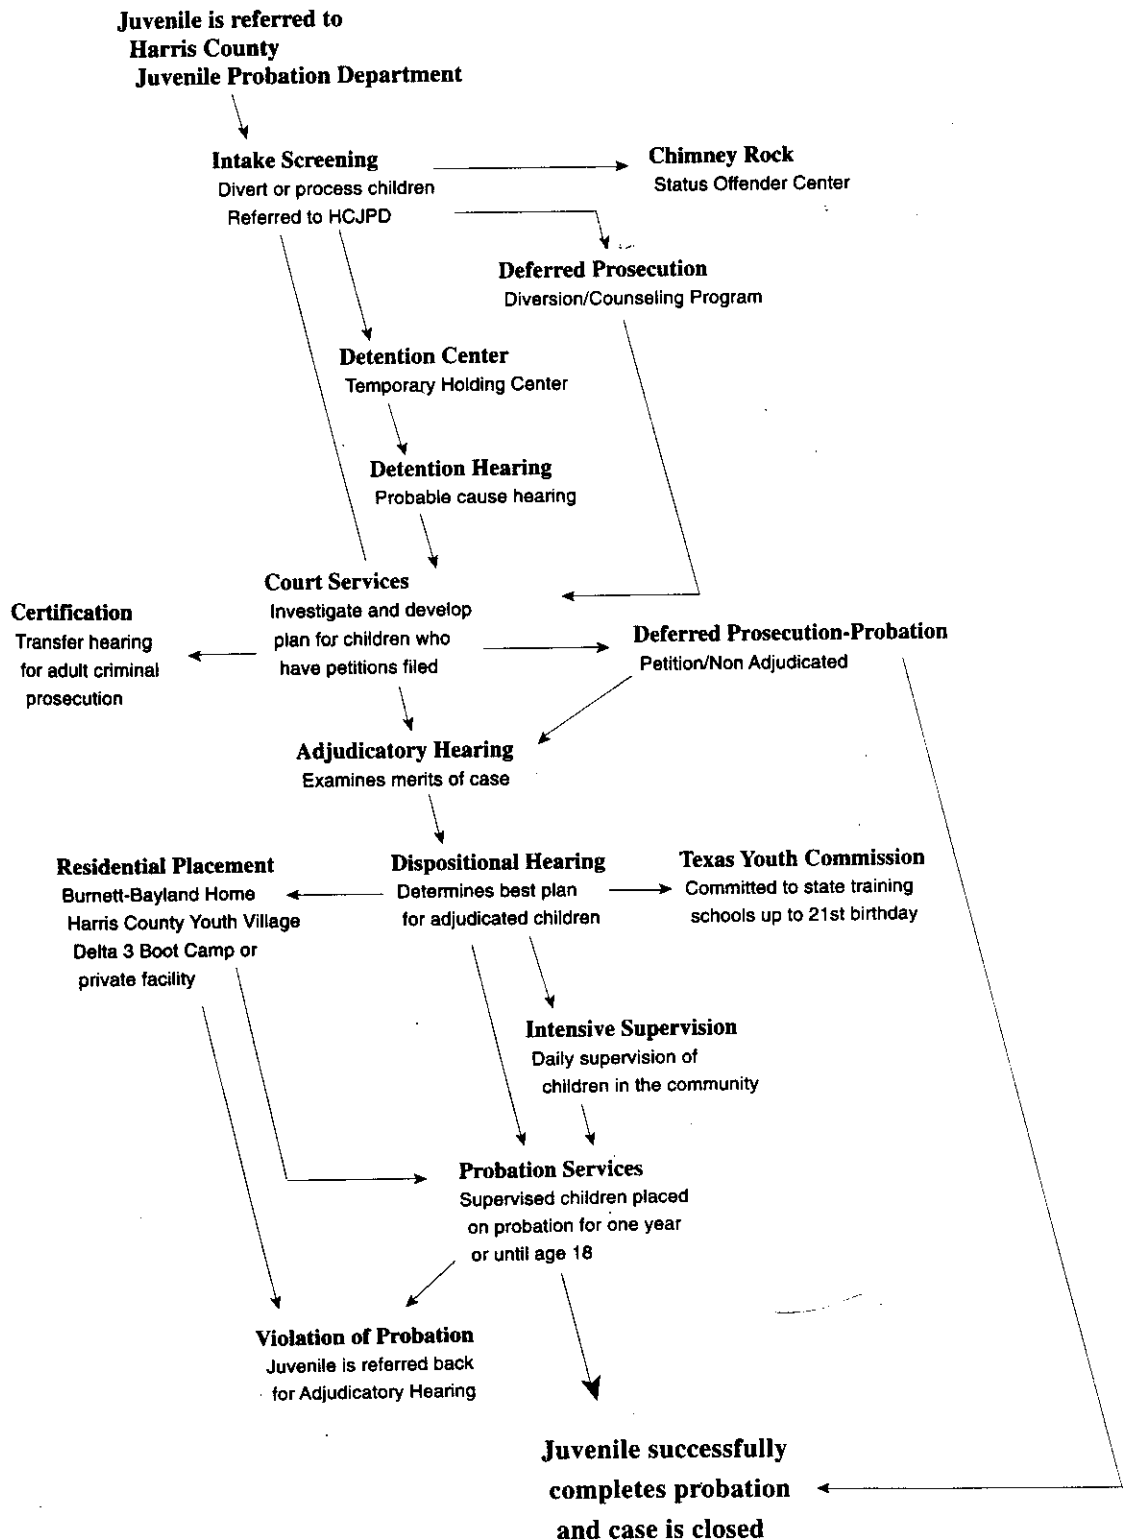 Juvenile is referred to
Harris County
Juvenile Probation Department
Intake Screening
Divert or process children
Referred to HCJPD
Chimney Rock
Status Offender Center
Deferred Prosecution
Diversion/Counseling Program
Detention Center
Temporary Holding Center
Detention Hearing
Probable cause hearing
Court Services
Investigate and develop
plan for children who
have petitions filed
Certification
Transfer hearing
for adult criminal
prosecution
Deferred Prosecution-Probation
Petition/Non Adjudicated
Adjudicatory Hearing
Examines merits of case
Residential Placement
Burnett-Bayland Home
Harris County Youth Village
Delta 3 Boot Camp or
private facility
Dispositional Hearing
Determines best plan
for adjudicated children
Texas Youth Commission
Committed to state training
schools up to 21st birthday
Intensive Supervision
Daily supervision of
children in the community
Probation Services
Supervised children placed
on probation for one year
or until age 18
Violation of Probation
Juvenile is referred back
for Adjudicatory Hearing
Juvenile successfully
completes probation
and case is closed